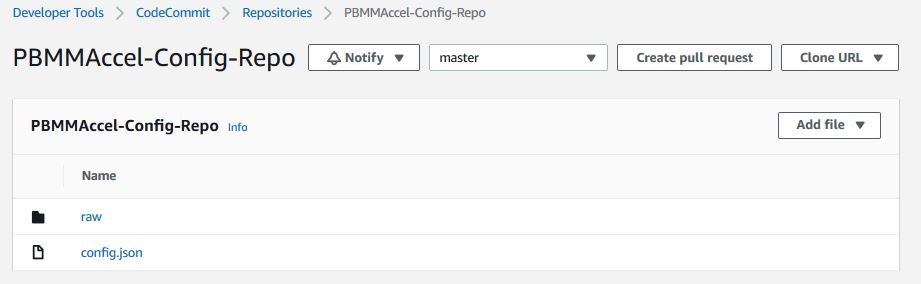 Developer Tools > CodeCommit > Repositories > PBMMAccel-Config-Repo
PBMMAccel-Config-Repo Notify master Create pull request Clone URL
PBMMAccel-Config-Repo Info Add file
Name
raw
config.json